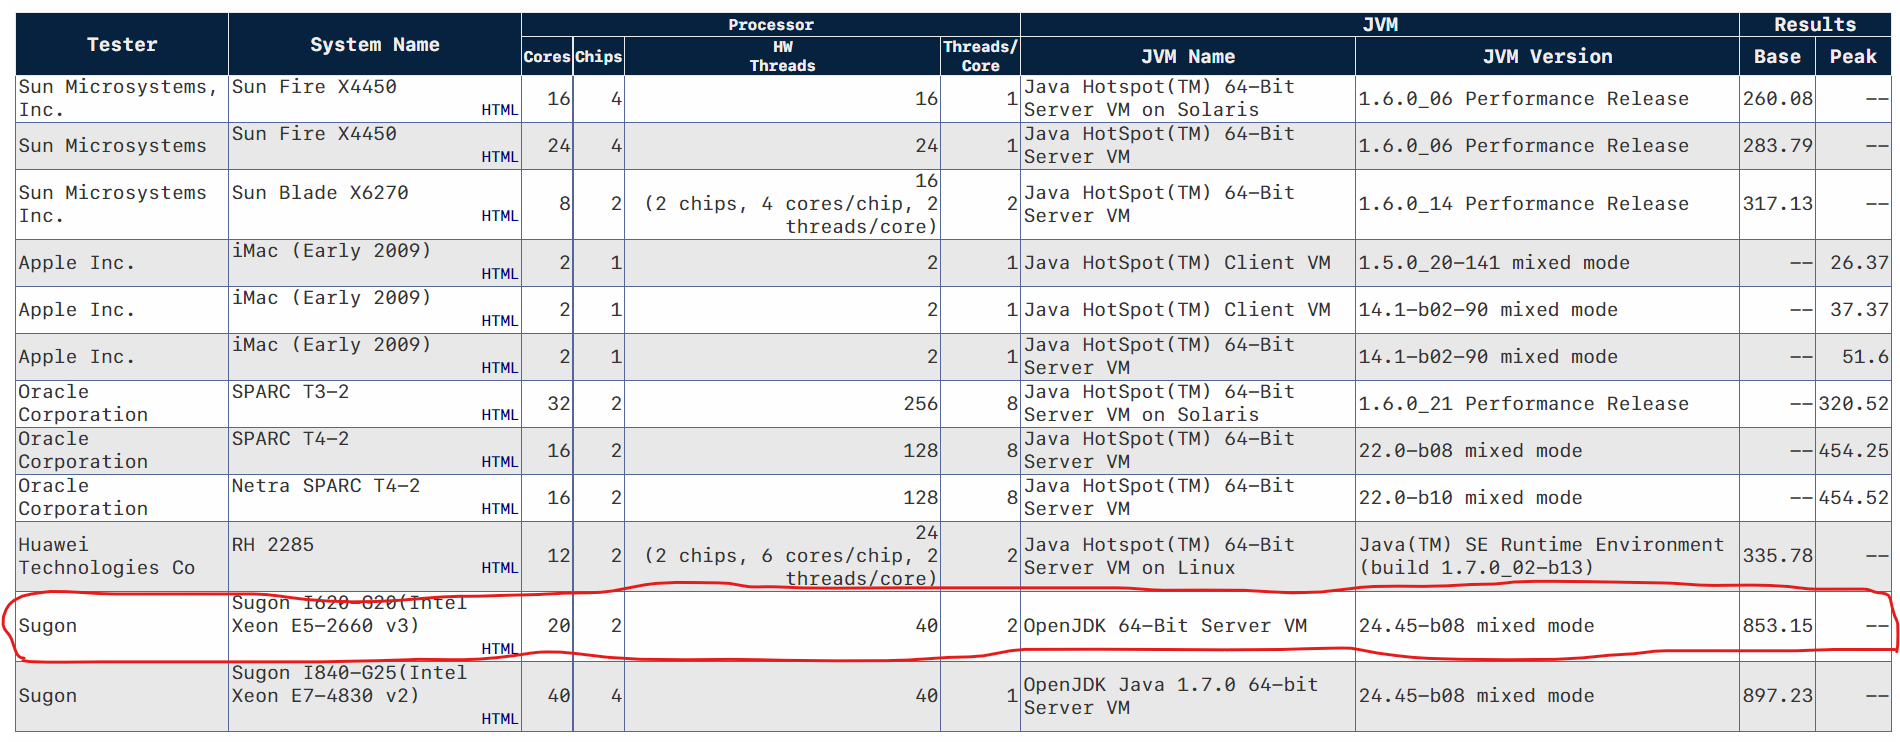 Tester System Name Processor JVM Results
Cores Chips HW Threads Threads/Core JVM Name JVM Version Base Peak
Sun Microsystems, Inc. Sun Fire X4450 HTML 16 4 16 1 Java Hotspot(TM) 64-Bit Server VM on Solaris 1.6.0_06 Performance Release 260.08 --
Sun Microsystems Sun Fire X4450 HTML 24 4 24 1 Java HotSpot(TM) 64-Bit Server VM 1.6.0_06 Performance Release 283.79 --
Sun Microsystems Inc. Sun Blade X6270 HTML 8 2 16 (2 chips, 4 cores/chip, 2 threads/core) 2 Java HotSpot(TM) 64-Bit Server VM 1.6.0_14 Performance Release 317.13 --
Apple Inc. iMac (Early 2009) HTML 2 1 2 1 Java HotSpot(TM) Client VM 1.5.0_20-141 mixed mode -- 26.37
Apple Inc. iMac (Early 2009) HTML 2 1 2 1 Java HotSpot(TM) Client VM 14.1-b02-90 mixed mode -- 37.37
Apple Inc. iMac (Early 2009) HTML 2 1 2 1 Java HotSpot(TM) 64-Bit Server VM 14.1-b02-90 mixed mode -- 51.6
Oracle Corporation SPARC T3-2 HTML 32 2 256 8 Java HotSpot(TM) 64-Bit Server VM on Solaris 1.6.0_21 Performance Release -- 320.52
Oracle Corporation SPARC T4-2 HTML 16 2 128 8 Java HotSpot(TM) 64-Bit Server VM 22.0-b08 mixed mode -- 454.25
Oracle Corporation Netra SPARC T4-2 HTML 16 2 128 8 Java HotSpot(TM) 64-Bit Server VM 22.0-b10 mixed mode -- 454.52
Huawei Technologies Co RH 2285 HTML 12 2 24 (2 chips, 6 cores/chip, 2 threads/core) 2 Java Hotspot(TM) 64-Bit Server VM on Linux Java(TM) SE Runtime Environment (build 1.7.0_02-b13) 335.78 --
Sugon Sugon I620-G20(Intel Xeon E5-2660 v3) HTML 20 2 40 2 OpenJDK 64-Bit Server VM 24.45-b08 mixed mode 853.15 --
Sugon Sugon I840-G25(Intel Xeon E7-4830 v2) HTML 40 4 40 1 OpenJDK Java 1.7.0 64-bit Server VM 24.45-b08 mixed mode 897.23 --